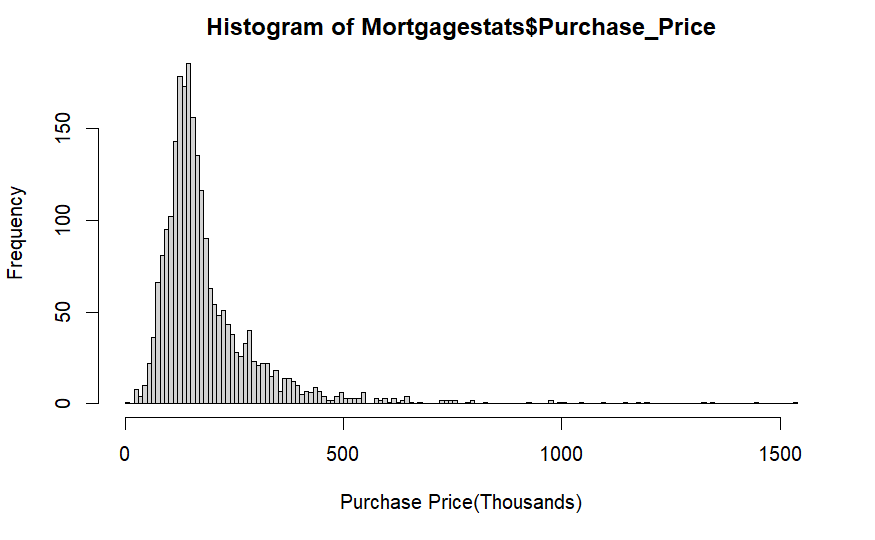 Histogram of Mortgagestats$Purchase_Price
Frequency
150
100
50
0
0 500 1000 1500
Purchase Price(Thousands)